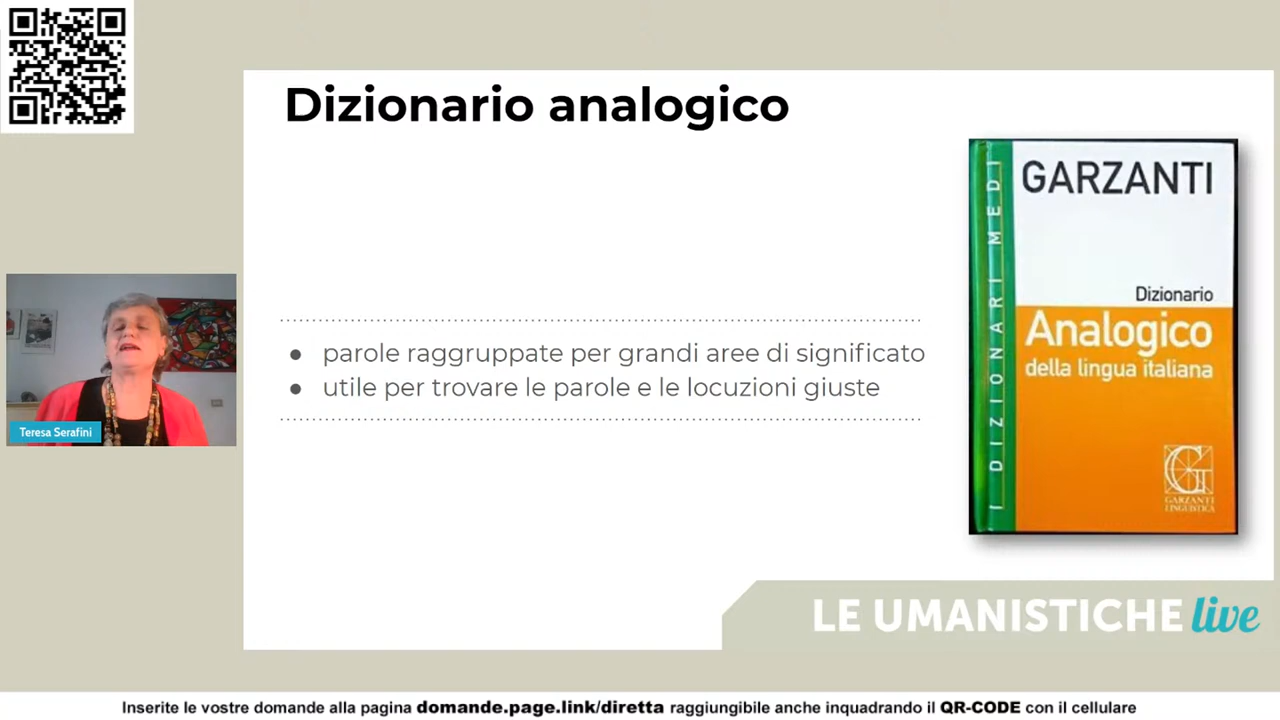 Dizionario analogico
parole raggruppate per grandi aree di significato
utile per trovare le parole e le locuzioni giuste
I DIZIONARI MEDI
GARZANTI
Dizionario
Analogico
della lingua italiana
GARZANTI
LINGUISTICA
Teresa Serafini
LE UMANISTICHE live
Inserite le vostre domande alla pagina domande.page.link/diretta raggiungibile anche inquadrando il QR-CODE con il cellulare